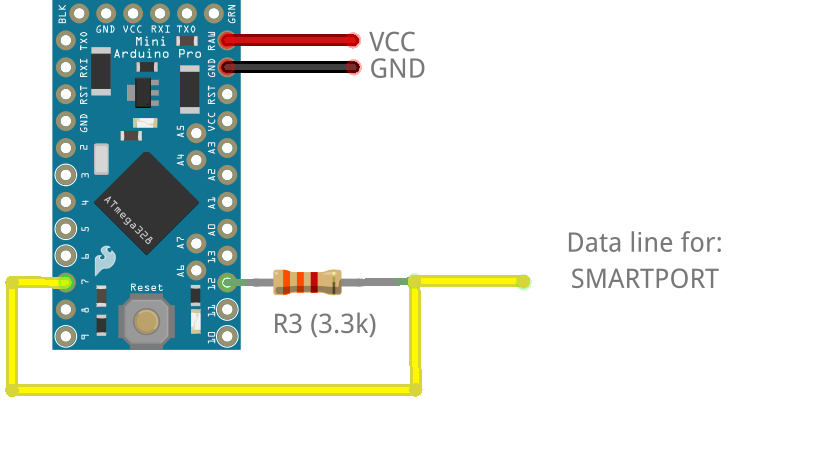 BLK
GND VCC RXI TXO
GRN
Mini
Arduino Pro
TXO
RXI
RST
GND
2
3
4
5
6
7
8
9
RAW
GND
RST
VCC
A3
A2
A1
A0
13
12
11
10
A5
A4
A7
A6
ATmega328
Reset
VCC
GND
R3 (3.3k)
Data line for:
SMARTPORT